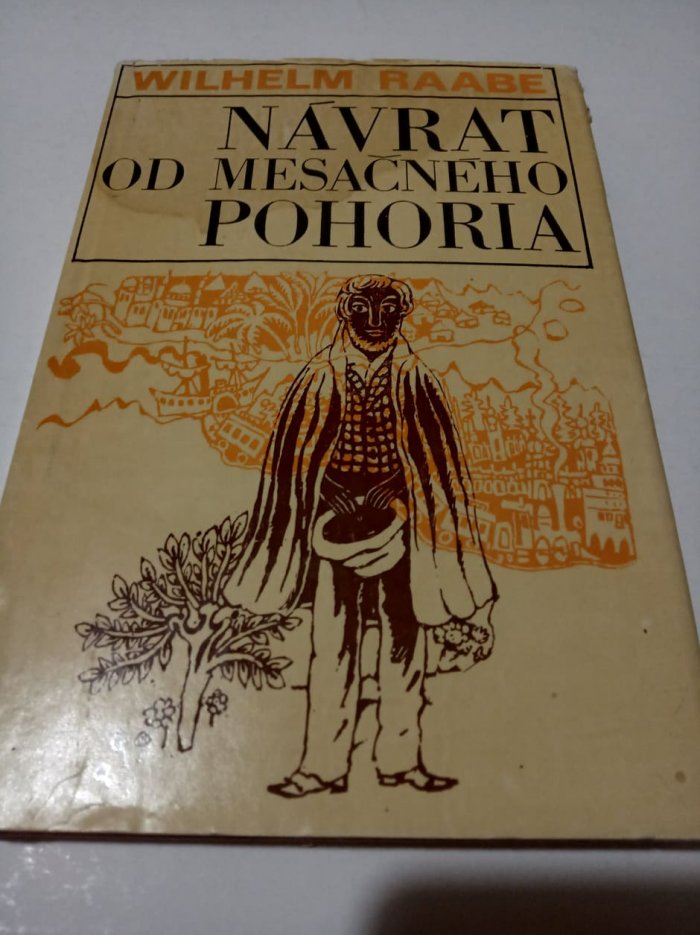 WILHELM RAABE
NÁVRAT
OD MESAČNÉHO
POHORIA